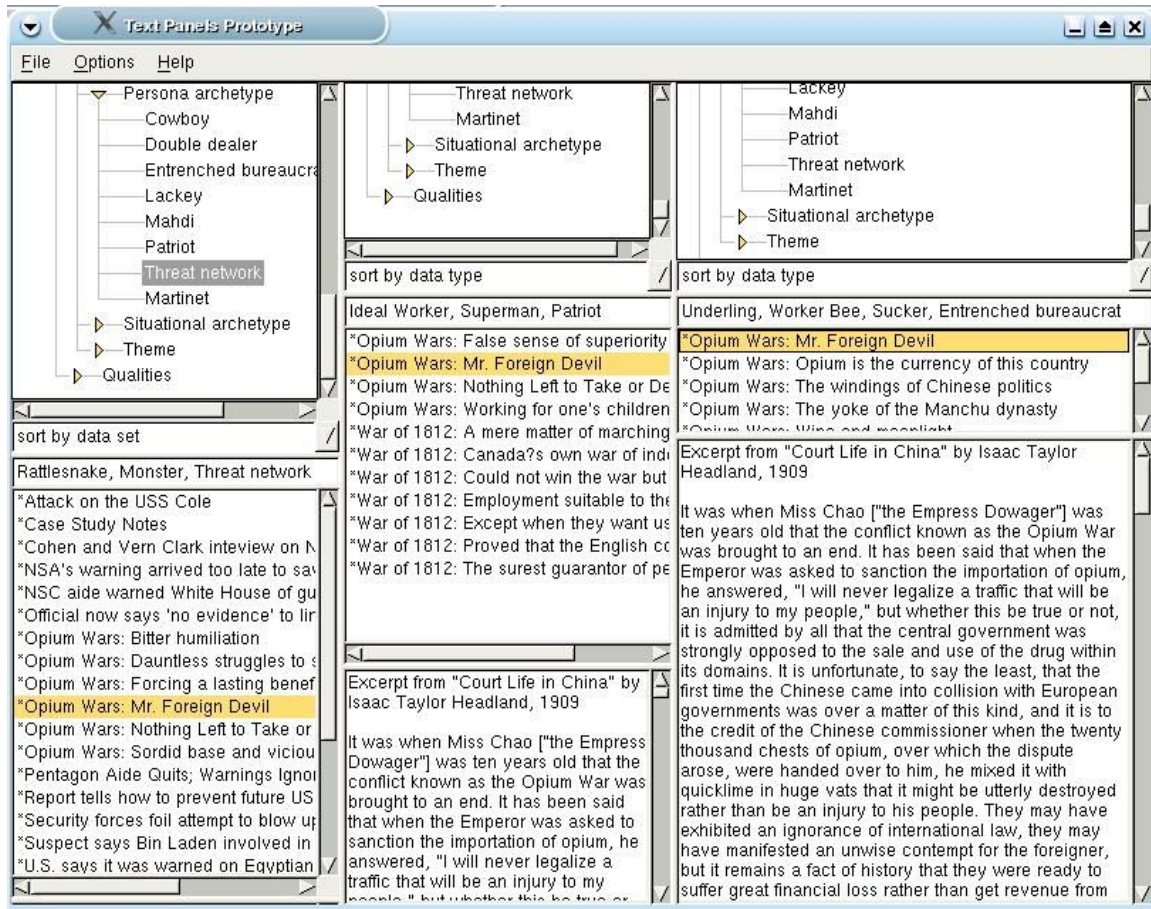 Text Panels Prototype
File Options Help
Persona archetype
Cowboy
Double dealer
Entrenched bureaucra
Lackey
Mahdi
Patriot
Threat network
Martinet
Situational archetype
Theme
Qualities
sort by data set
Rattlesnake, Monster, Threat network
*Attack on the USS Cole
*Case Study Notes
*Cohen and Vern Clark inteview on N
*NSA's warning arrived too late to sav
*NSC aide warned White House of gu
*Official now says 'no evidence' to lin
*Opium Wars: Bitter humiliation
*Opium Wars: Dauntless struggles to s
*Opium Wars: Forcing a lasting benef
*Opium Wars: Mr. Foreign Devil
*Opium Wars: Nothing Left to Take or
*Opium Wars: Sordid base and viciou
*Pentagon Aide Quits; Warnings Ignor
*Report tells how to prevent future US
*Security forces foil attempt to blow up
*Suspect says Bin Laden involved in
*U.S. says it was warned on Egyptian
Threat network
Martinet
Situational archetype
Theme
Qualities
sort by data type
Ideal Worker, Superman, Patriot
*Opium Wars: False sense of superiority
*Opium Wars: Mr. Foreign Devil
*Opium Wars: Nothing Left to Take or De
*Opium Wars: Working for one's children
*War of 1812: A mere matter of marching
*War of 1812: Canada?s own war of inde
*War of 1812: Could not win the war but
*War of 1812: Employment suitable to the
*War of 1812: Except when they want us
*War of 1812: Proved that the English co
*War of 1812: The surest guarantor of pe
Excerpt from "Court Life in China" by
Isaac Taylor Headland, 1909
It was when Miss Chao ["the Empress
Dowager"] was ten years old that the
conflict known as the Opium War was
brought to an end. It has been said
that when the Emperor was asked to
sanction the importation of opium, he
answered, "I will never legalize a
traffic that will be an injury to my
people," but whether this be true or
Lackey
Mahdi
Patriot
Threat network
Martinet
Situational archetype
Theme
sort by data type
Underling, Worker Bee, Sucker, Entrenched bureaucrat
*Opium Wars: Mr. Foreign Devil
*Opium Wars: Opium is the currency of this country
*Opium Wars: The windings of Chinese politics
*Opium Wars: The yoke of the Manchu dynasty
*Opium Wars: Wine and moonlight
Excerpt from "Court Life in China" by Isaac Taylor
Headland, 1909
It was when Miss Chao ["the Empress Dowager"] was
ten years old that the conflict known as the Opium War
was brought to an end. It has been said that when the
Emperor was asked to sanction the importation of opium,
he answered, "I will never legalize a traffic that will be
an injury to my people," but whether this be true or not,
it is admitted by all that the central government was
strongly opposed to the sale and use of the drug within
its domains. It is unfortunate, to say the least, that the
first time the Chinese came into collision with European
governments was over a matter of this kind, and it is to
the credit of the Chinese commissioner when the twenty
thousand chests of opium, over which the dispute
arose, were handed over to him, he mixed it with
quicklime in huge vats that it might be utterly destroyed
rather than be an injury to his people. They may have
exhibited an ignorance of international law, they may
have manifested an unwise contempt for the foreigner,
but it remains a fact of history that they were ready to
suffer great financial loss rather than get revenue from